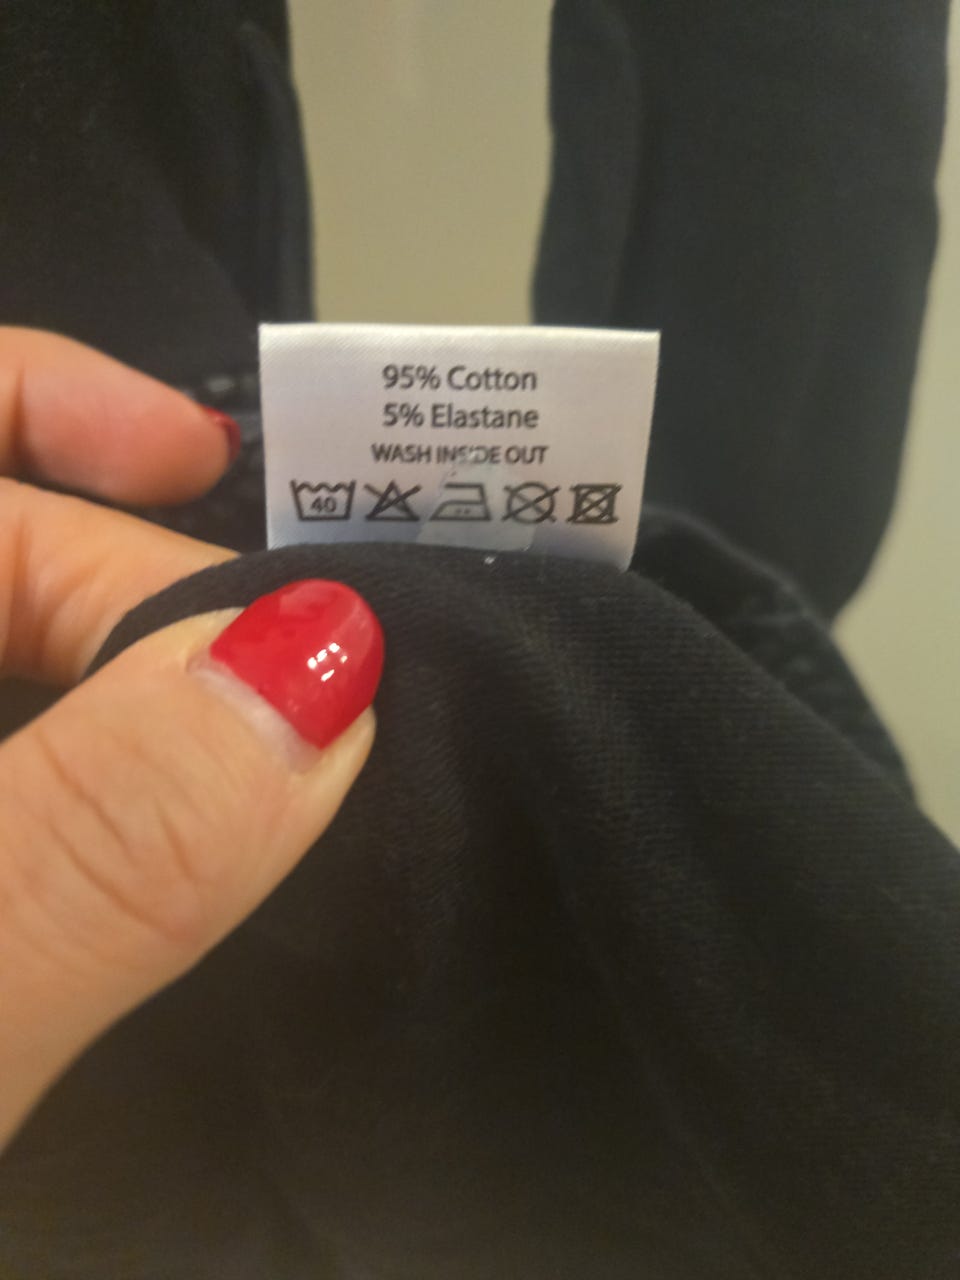 95% Cotton
5% Elastane
WASH INSIDE OUT
40